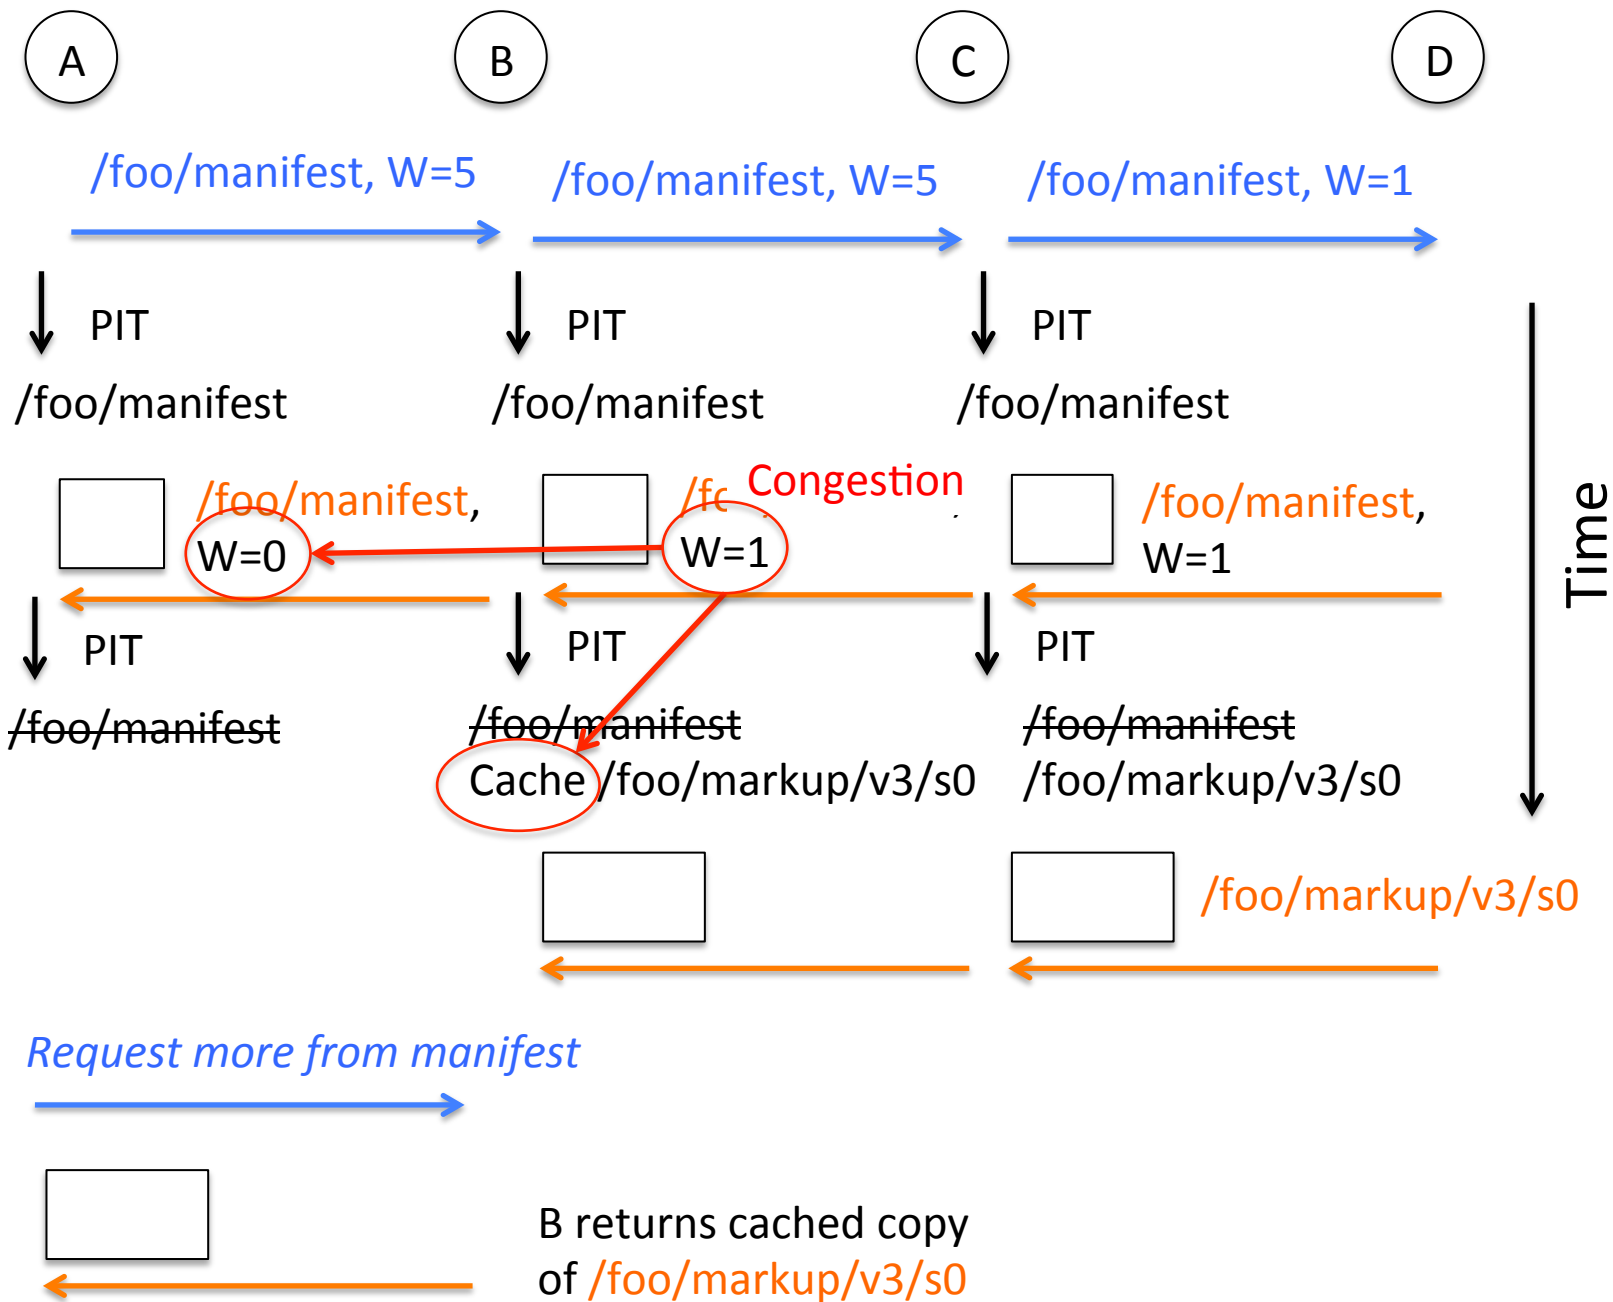 A B C D
/foo/manifest, W=5 /foo/manifest, W=5 /foo/manifest, W=1
PIT PIT PIT
/foo/manifest /foo/manifest /foo/manifest
/foo/manifest, Congestion /foo/manifest,
W=0 W=1 W=1
Time
PIT PIT PIT
/foo/manifest /foo/manifest /foo/manifest
Cache /foo/markup/v3/s0 /foo/markup/v3/s0
/foo/markup/v3/s0
Request more from manifest
B returns cached copy
of /foo/markup/v3/s0